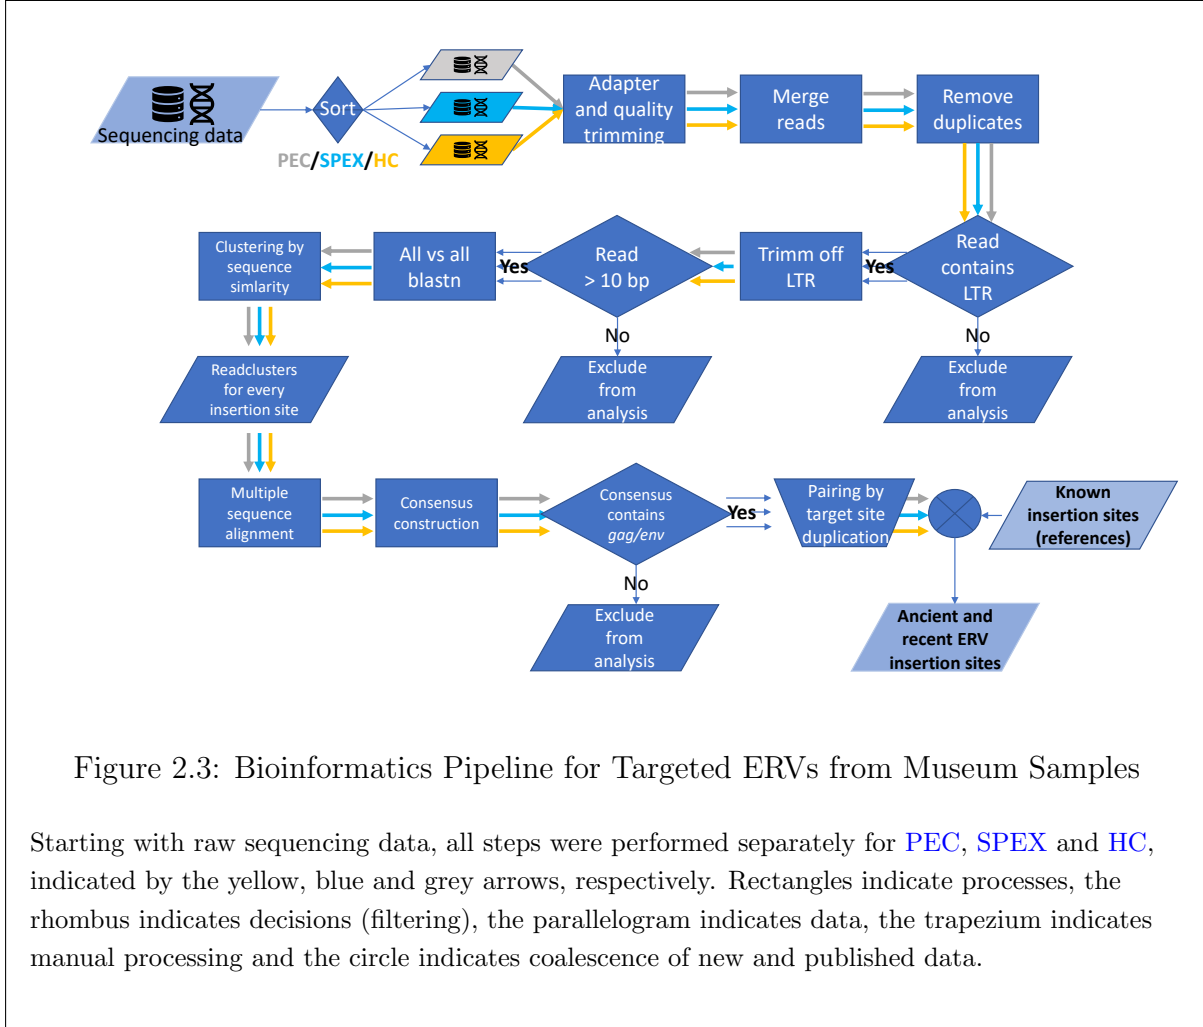 Sequencing data
Sort
PEC/SPEX/HC
Adapter
and quality
trimming
Merge
reads
Remove
duplicates
Clustering by
sequence
simlarity
All vs all
blastn
Yes
Read
> 10 bp
Trimm off
LTR
Yes
Read
contains
LTR
No
No
Readclusters
for every
insertion site
Exclude
from
analysis
Exclude
from
analysis
Multiple
sequence
alignment
Consensus
construction
Consensus
contains
gag/env
Yes
Pairing by
target site
duplication
Known
insertion sites
(references)
No
Exclude
from
analysis
Ancient and
recent ERV
insertion sites
Figure 2.3: Bioinformatics Pipeline for Targeted ERVs from Museum Samples
Starting with raw sequencing data, all steps were performed separately for PEC, SPEX and HC,
indicated by the yellow, blue and grey arrows, respectively. Rectangles indicate processes, the
rhombus indicates decisions (filtering), the parallelogram indicates data, the trapezium indicates
manual processing and the circle indicates coalescence of new and published data.